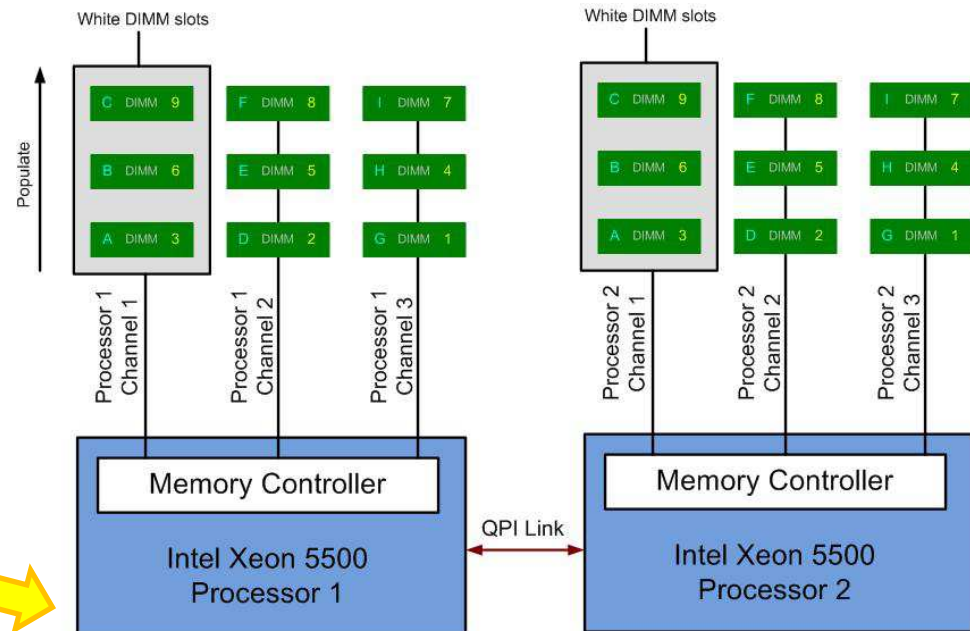 White DIMM slots
White DIMM slots
Populate
C DIMM 9
F DIMM 8
I DIMM 7
B DIMM 6
E DIMM 5
H DIMM 4
A DIMM 3
D DIMM 2
G DIMM 1
C DIMM 9
F DIMM 8
I DIMM 7
B DIMM 6
E DIMM 5
H DIMM 4
A DIMM 3
D DIMM 2
G DIMM 1
Processor 1
Channel 1
Processor 1
Channel 2
Processor 1
Channel 3
Processor 2
Channel 1
Processor 2
Channel 2
Processor 2
Channel 3
Memory Controller
Intel Xeon 5500
Processor 1
QPI Link
Memory Controller
Intel Xeon 5500
Processor 2